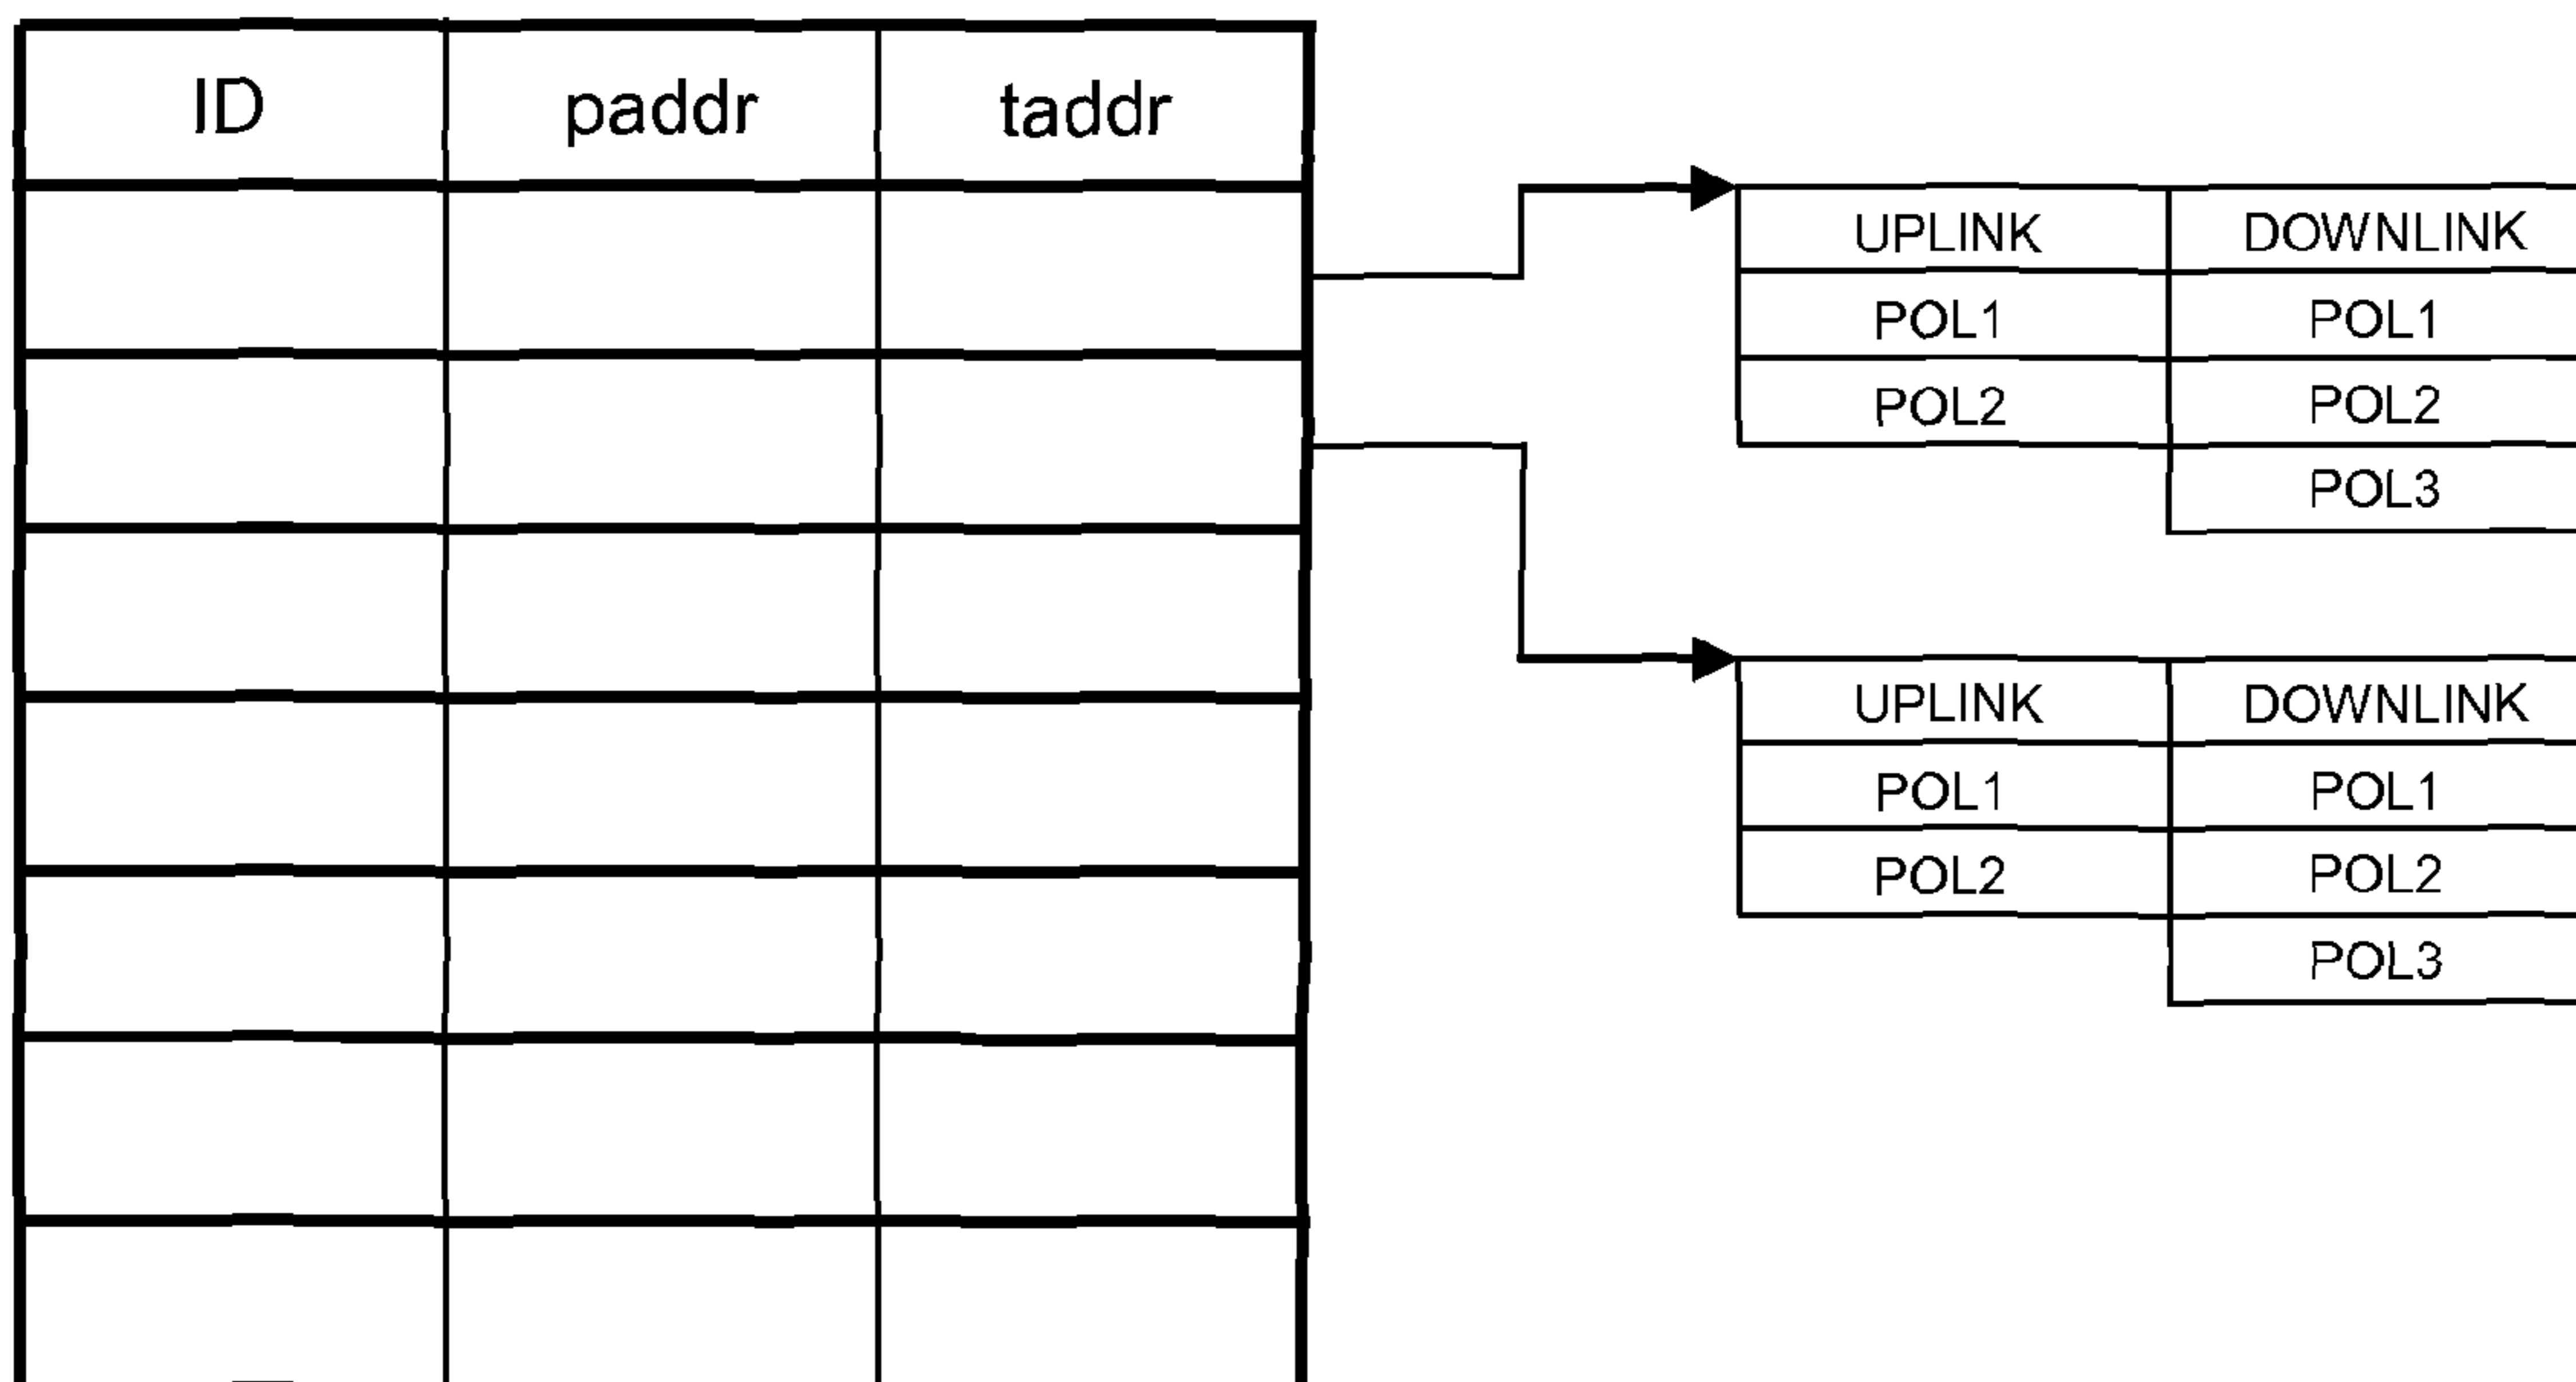 ID paddr taddr
UPLINK DOWNLINK
POL1 POL1
POL2 POL2
POL3
UPLINK DOWNLINK
POL1 POL1
POL2 POL2
POL3